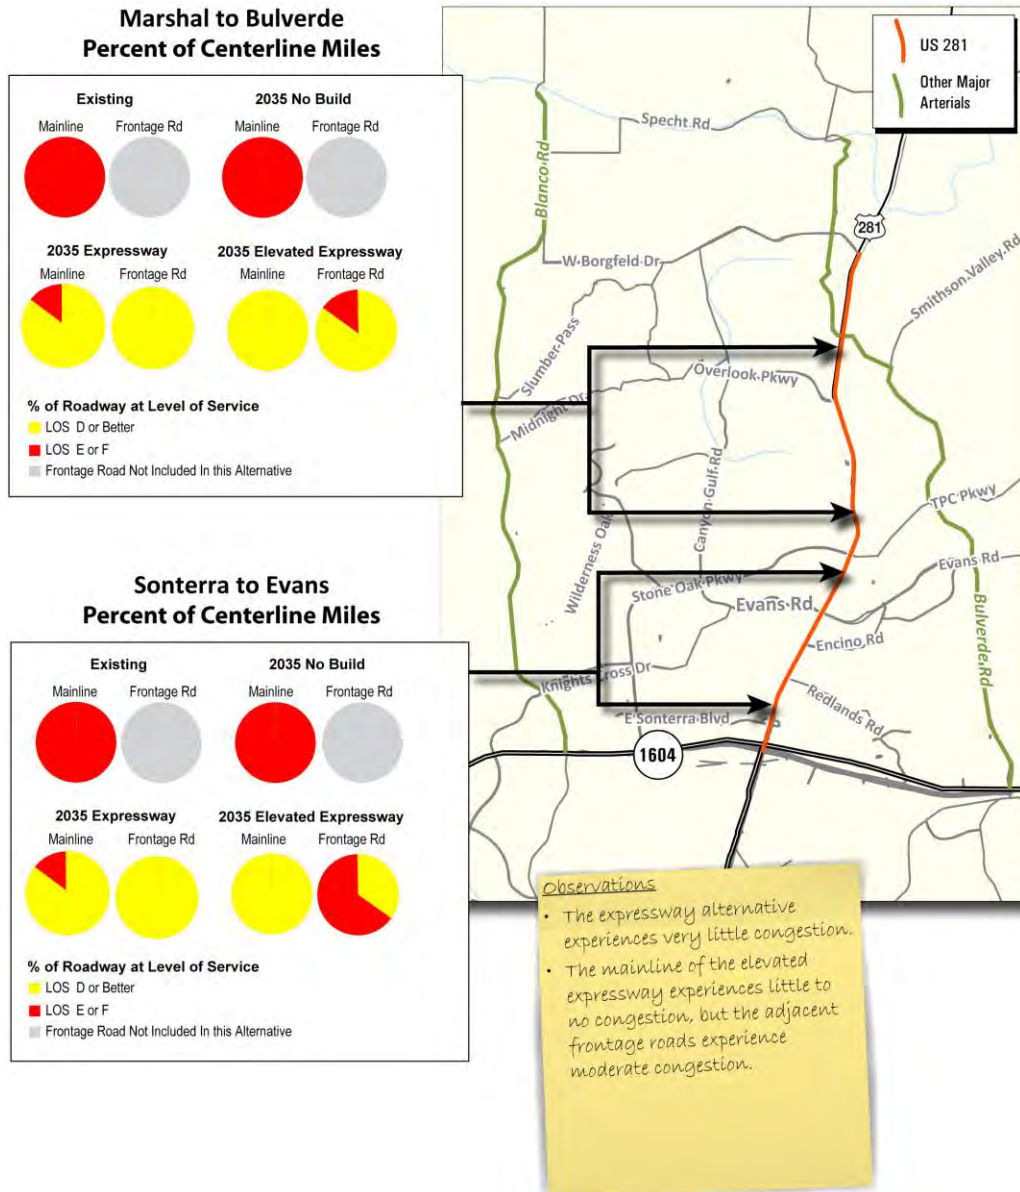 Marshal to Bulverde
Percent of Centerline Miles
Existing
2035 No Build
Mainline
Frontage Rd
Mainline
Frontage Rd
2035 Expressway
2035 Elevated Expressway
Mainline
Frontage Rd
Mainline
Frontage Rd
% of Roadway at Level of Service
LOS D or Better
LOS E or F
Frontage Road Not Included In this Alternative
Sonterra to Evans
Percent of Centerline Miles
Existing
2035 No Build
Mainline
Frontage Rd
Mainline
Frontage Rd
2035 Expressway
2035 Elevated Expressway
Mainline
Frontage Rd
Mainline
Frontage Rd
% of Roadway at Level of Service
LOS D or Better
LOS E or F
Frontage Road Not Included In this Alternative
US 281
Other Major
Arterials
Specht Rd
Blanco Rd
281
W Borgfeld Dr
Smithson Valley Rd
Slumber Pass
Overlook Pkwy
Midnight Dr
Canyon Gulf Rd
TPC Pkwy
Wilderness Oak
Stone Oak Pkwy
Evans Rd
Evans Rd
Bulverde Rd
Encino Rd
Knights Cross Dr
Redlands Rd
E Sonterra Blvd
1604
Observations
• The expressway alternative
experiences very little congestion.
• The mainline of the elevated
expressway experiences little to
no congestion, but the adjacent
frontage roads experience
moderate congestion.